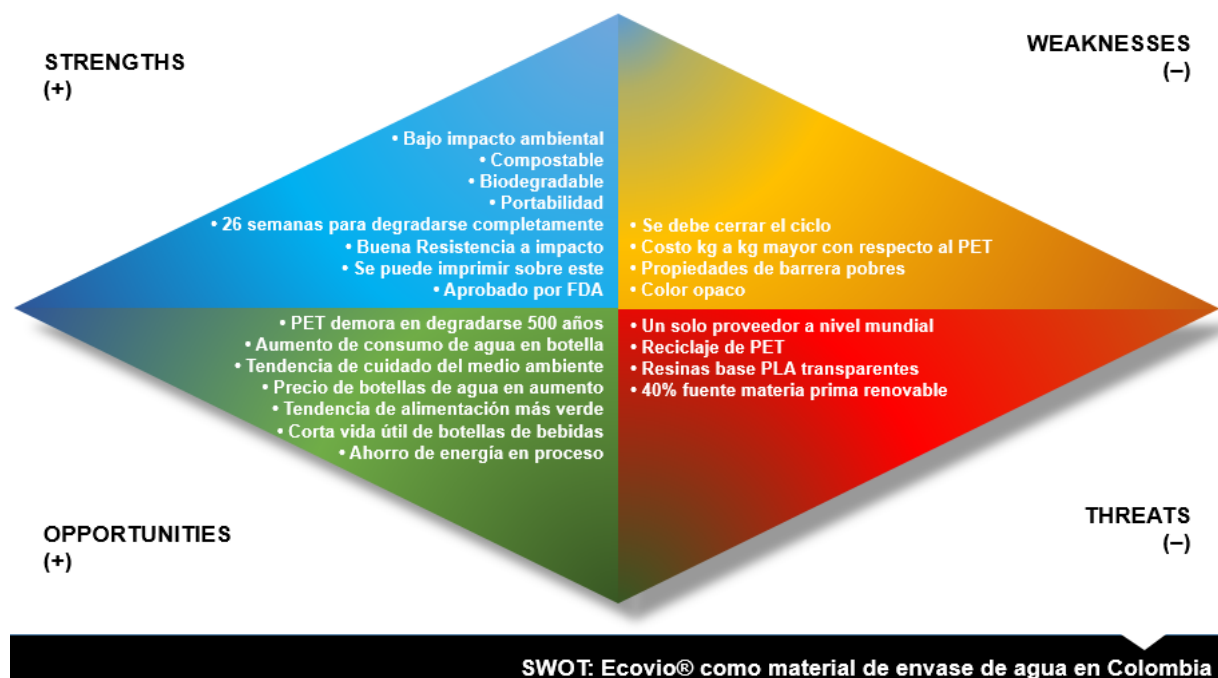 STRENGTHS
(+)
• Bajo impacto ambiental
• Compostable
• Biodegradable
• Portabilidad
• 26 semanas para degradarse completamente
• Buena Resistencia a impacto
• Se puede imprimir sobre este
• Aprobado por FDA
WEAKNESSES
(–)
• Se debe cerrar el ciclo
• Costo kg a kg mayor con respecto al PET
• Propiedades de barrera pobres
• Color opaco
• PET demora en degradarse 500 años
• Aumento de consumo de agua en botella
• Tendencia de cuidado del medio ambiente
• Precio de botellas de agua en aumento
• Tendencia de alimentación más verde
• Corta vida útil de botellas de bebidas
• Ahorro de energía en proceso
OPPORTUNITIES
(+)
• Un solo proveedor a nivel mundial
• Reciclaje de PET
• Resinas base PLA transparentes
• 40% fuente materia prima renovable
THREATS
(–)
SWOT: Ecovio® como material de envase de agua en Colombia